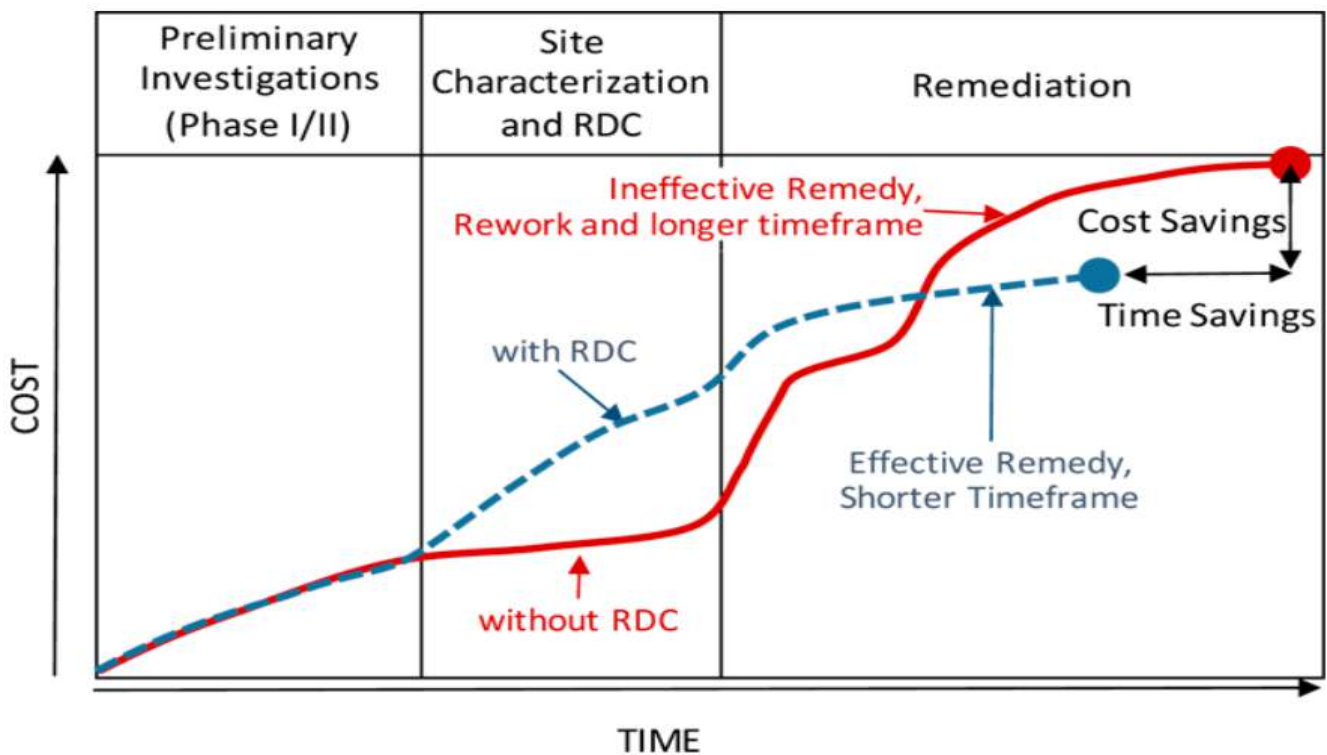 Preliminary
Investigations
(Phase I/II)
Site
Characterization
and RDC
Remediation
Ineffective Remedy,
Rework and longer timeframe
Cost Savings
Time Savings
with RDC
COST
Effective Remedy,
Shorter Timeframe
without RDC
TIME